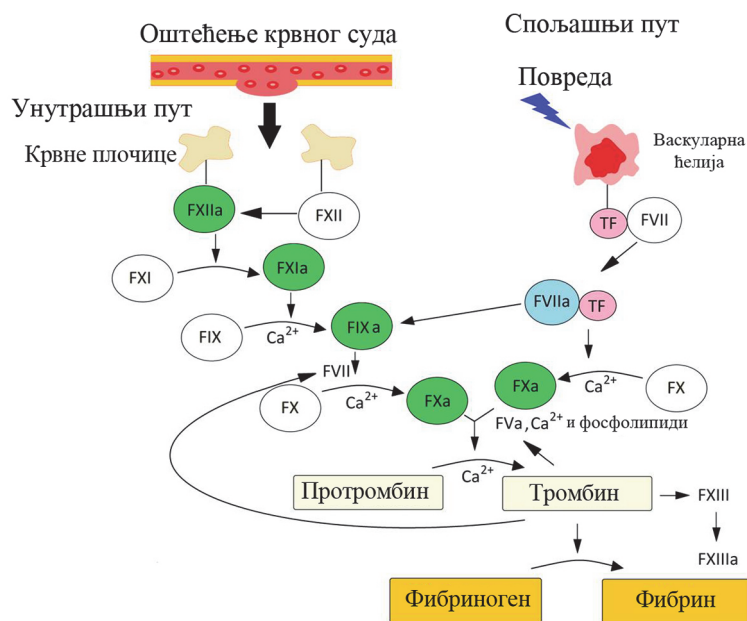 Оштећење крвног суда
Спољашњи пут
Повреда
Унутрашњи пут
Крвне плочице
Васкуларна
ћелија
FXIIa
FXII
TF
FVII
FXI
FXIa
FVIIa
TF
FIX
Ca2+
FIXa
FVII
FX
Ca2+
FXa
FXa
Ca2+
FX
FVa, Ca2+ и фосфолипиди
Протромбин
Ca2+
Тромбин
FXIII
FXIIIa
Фибриноген
Фибрин